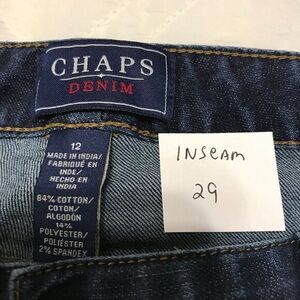 CHAPS
DENIM
12
MADE IN INDIA/
FABRIQUÉ EN
INDE/
HECHO EN
INDIA
84% COTTON/
COTON/
ALGODÓN
14%
POLYESTER/
POLIÉSTER
2% SPANDEX
INSEAM
29